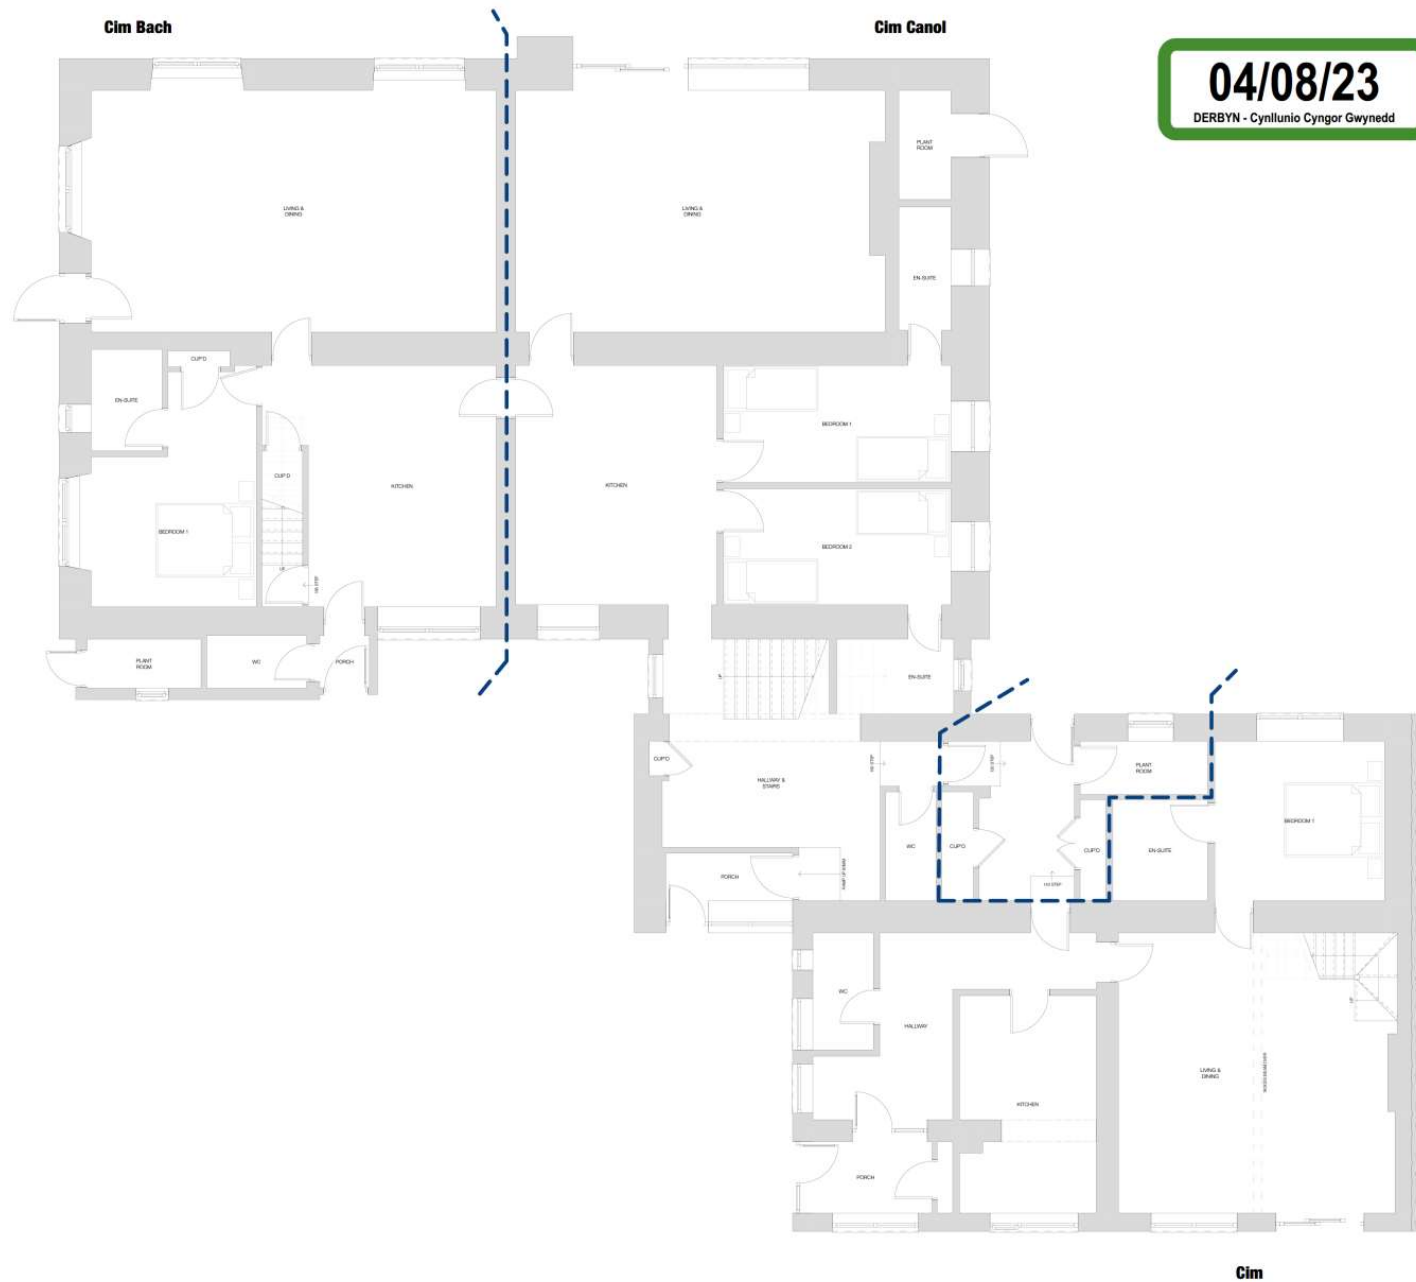 Cim Bach
Cim Canol
04/08/23
DERBYN - Cynllunio Cyngor Gwynedd
PLANT
ROOM
LIVING &
DINING
LIVING &
DINING
EN-SUITE
CUP'D
EN-SUITE
BEDROOM 1
CUP'D
KITCHEN
KITCHEN
BEDROOM 1
BEDROOM 2
UP
PLANT
ROOM
WC
PORCH
UP
EN-SUITE
CUP'D
HALLWAY &
STAIRS
PLANT
ROOM
BEDROOM 1
WC
CUP'D
CUP'D
EN-SUITE
PORCH
WC
HALLWAY
UP
LIVING &
DINING
KITCHEN
PORCH
Cim